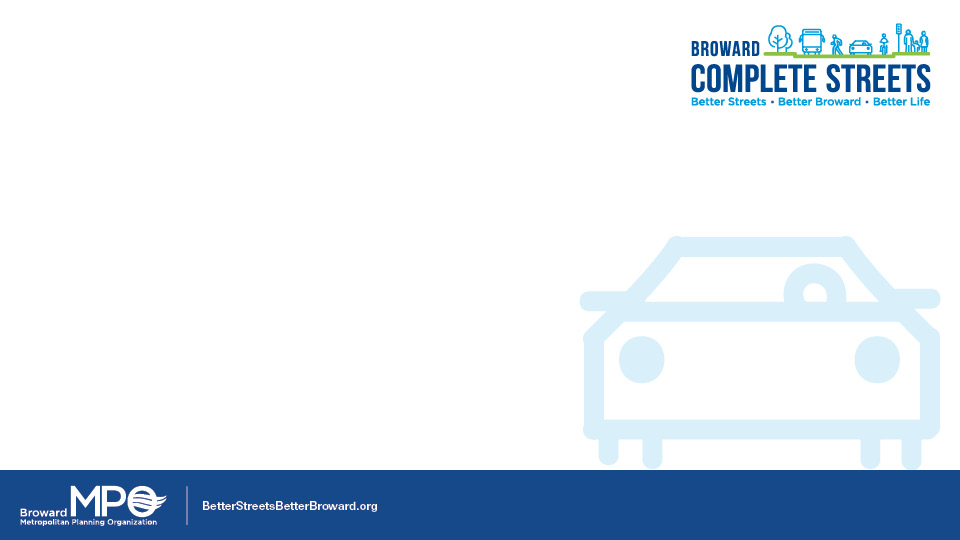 BROWARD
COMPLETE STREETS
Better Streets • Better Broward • Better Life
Broward MPO
Metropolitan Planning Organization
BetterStreetsBetterBroward.org